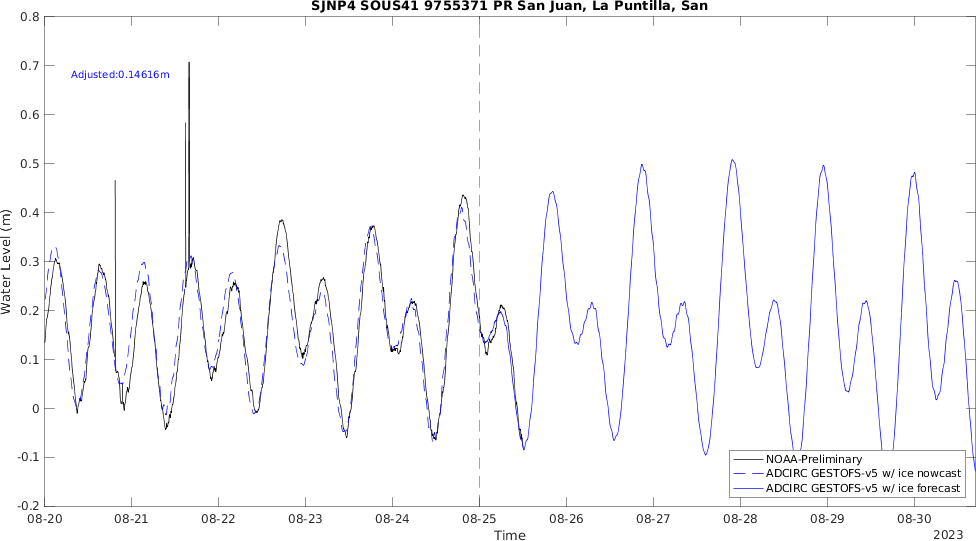 SJNP4 SOUS41 9755371 PR San Juan, La Puntilla, San
Adjusted:0.14616m
Water Level (m)
0.8
0.7
0.6
0.5
0.4
0.3
0.2
0.1
0
-0.1
-0.2
NOAA-Preliminary
ADCIRC GESTOFS-v5 w/ ice nowcast
ADCIRC GESTOFS-v5 w/ ice forecast
08-20 08-21 08-22 08-23 08-24 08-25 08-26 08-27 08-28 08-29 08-30
Time
2023